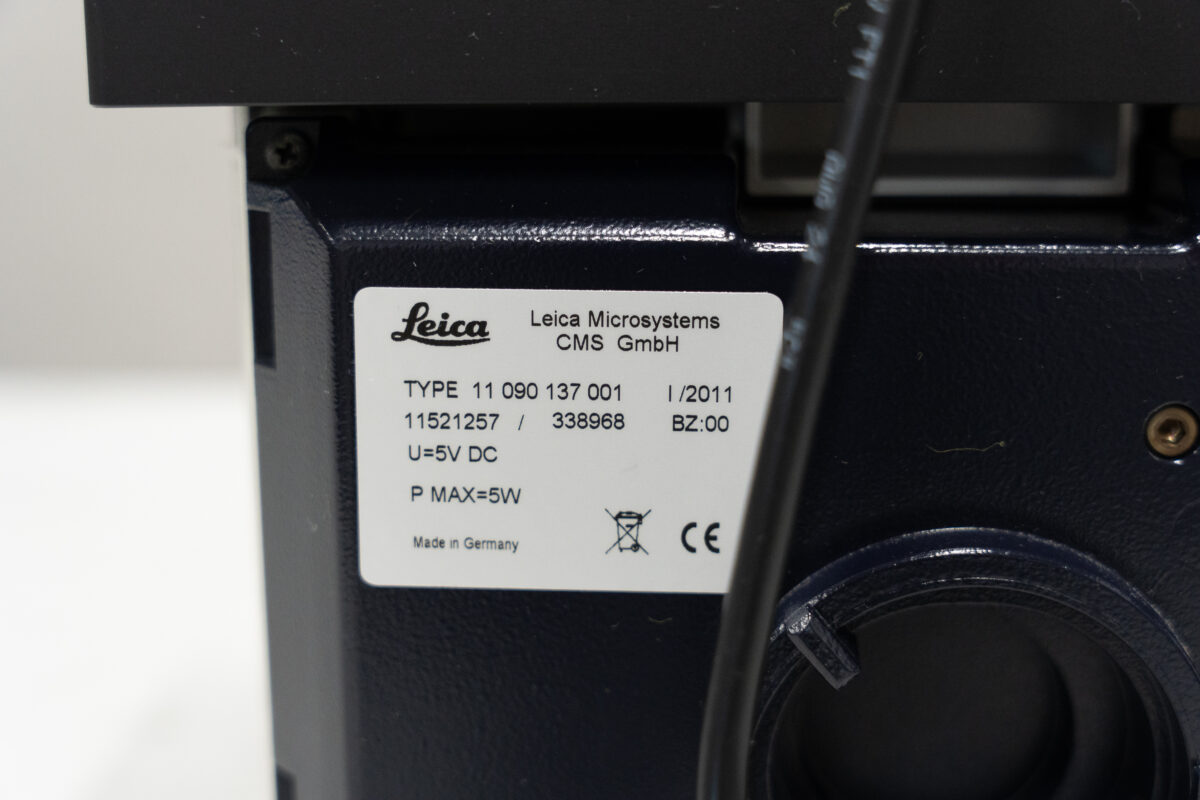 Leica
Leica Microsystems
CMS GmbH
TYPE 11 090 137 001 I /2011
11521257 / 338968 BZ:00
U=5V DC
P MAX=5W
Made in Germany
CE